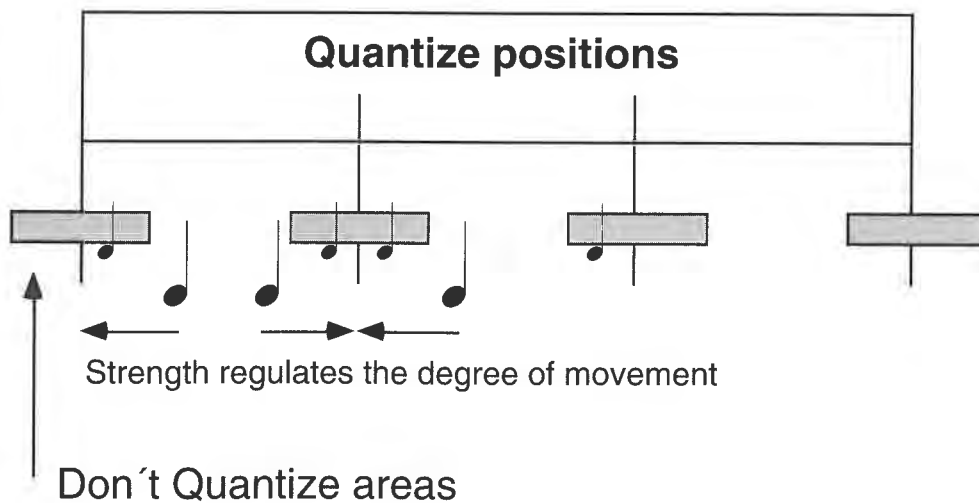 Quantize positions
Strength regulates the degree of movement
Don´t Quantize areas